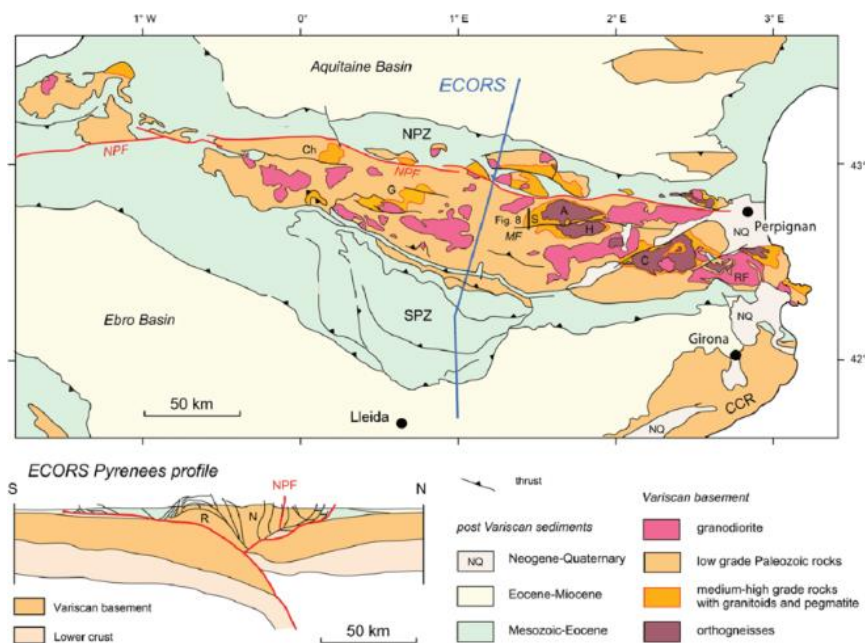 1° W
0°
1° E
2° E
3° E
Aquitaine Basin
ECORS
NPZ
43°
NPF
Ch
NPF
G
Fig. 8
S
A
MF
H
NQ
Perpignan
C
RF
SPZ
Ebro Basin
NQ
Girona
42°
50 km
CCR
Lleida
NQ
ECORS Pyrenees profile
S
NPF
N
R
N
Variscan basement
Lower crust
50 km
thrust
post Variscan sediments
NQ
Neogene-Quaternary
Eocene-Miocene
Mesozoic-Eocene
Variscan basement
granodiorite
low grade Paleozoic rocks
medium-high grade rocks
with granitoids and pegmatite
orthogneisses